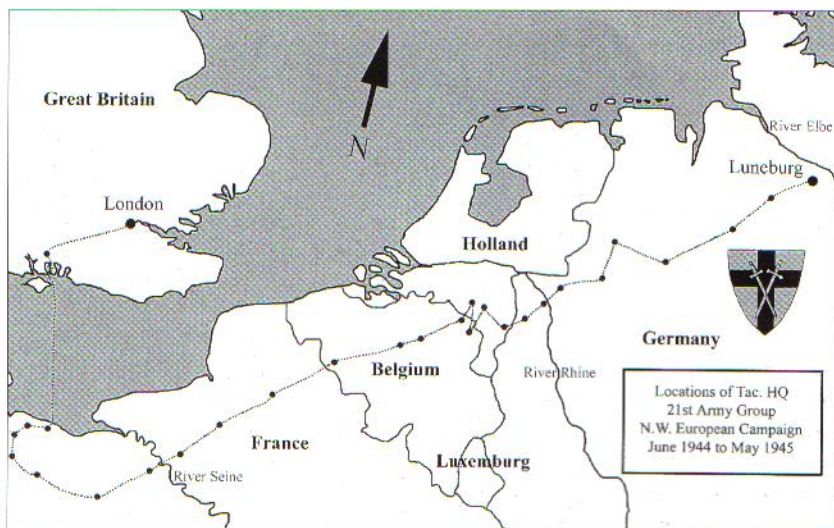 Great Britain
N
River Elbe
London
Luneburg
Holland
Germany
Belgium
River Rhine
Locations of Tac. HQ
21st Army Group
N.W. European Campaign
June 1944 to May 1945
France
Luxemburg
River Seine